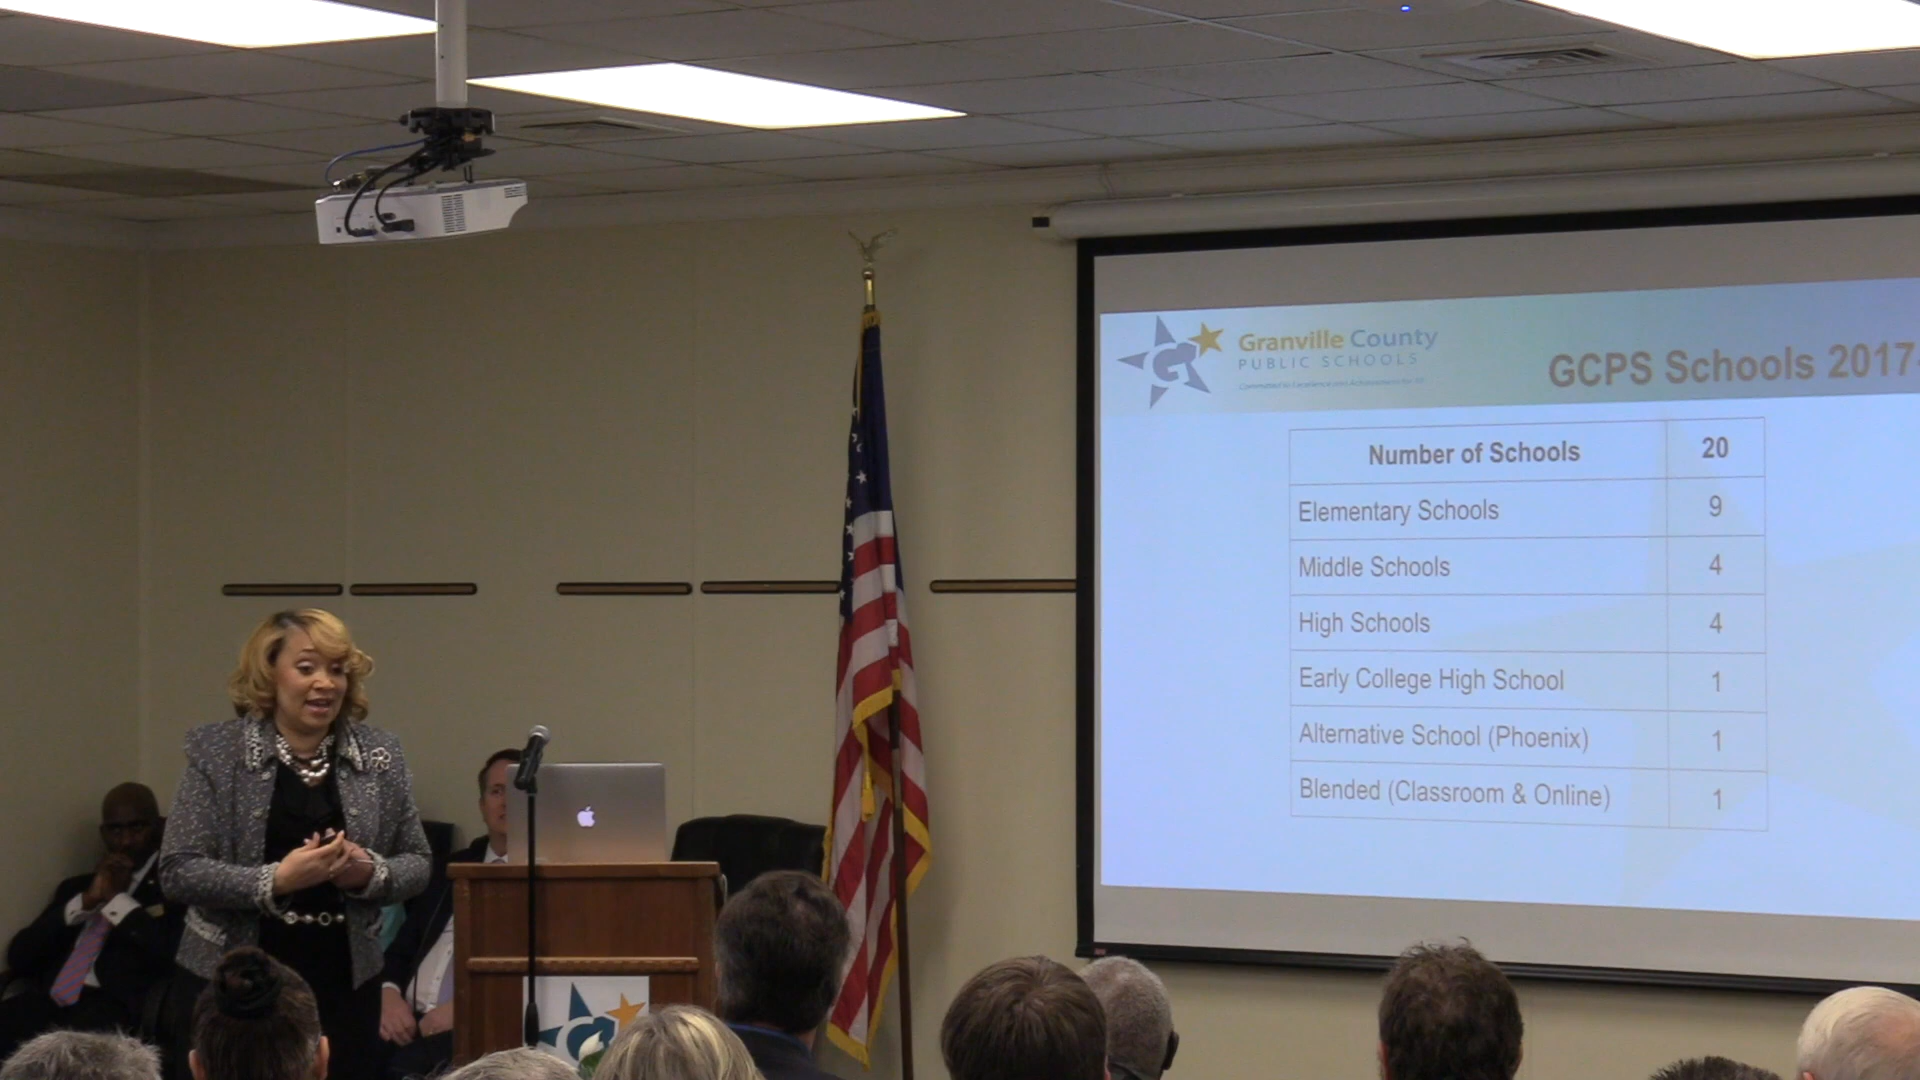 Granville County
PUBLIC SCHOOLS
GCPS Schools 2017-
Number of Schools 20
Elementary Schools 9
Middle Schools 4
High Schools 4
Early College High School 1
Alternative School (Phoenix) 1
Blended (Classroom & Online) 1